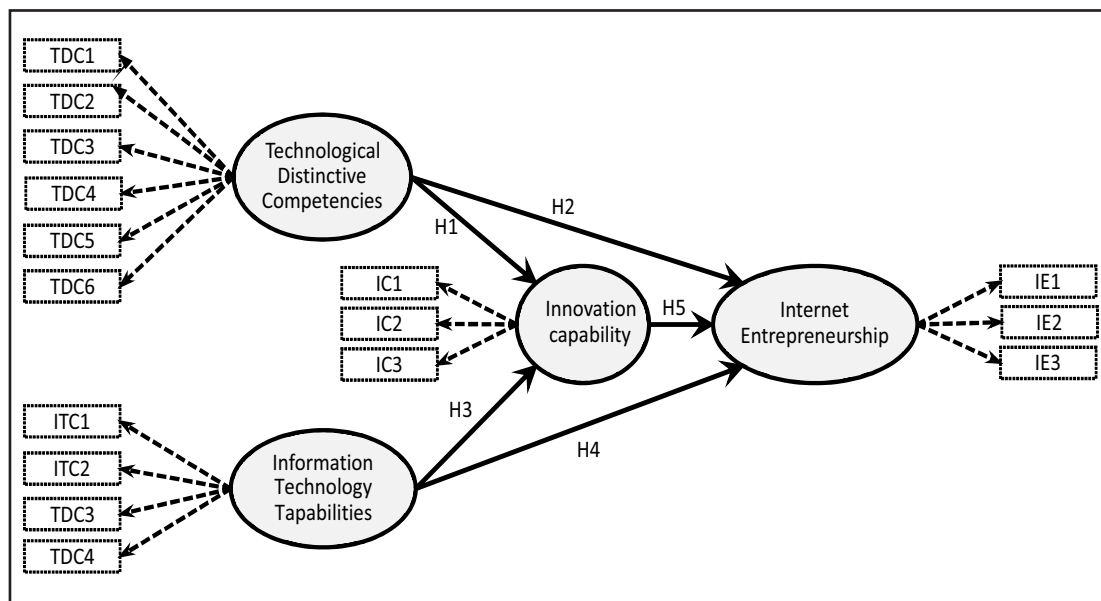 TDC1
TDC2
TDC3
TDC4
TDC5
TDC6
Technological
Distinctive
Competencies
H2
H1
IC1
IC2
IC3
Innovation
capability
H5
Internet
Entrepreneurship
IE1
IE2
IE3
H3
H4
ITC1
ITC2
TDC3
TDC4
Information
Technology
Tapabilities